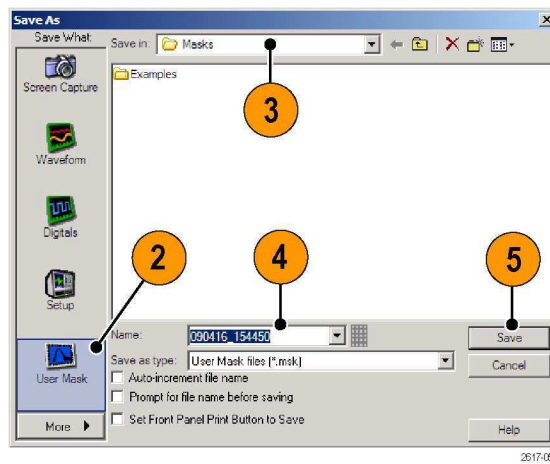 Save As
Save What:
Save in: Masks
Screen Capture
Examples
3
Waveform
Digitals
2
4
5
Setup
Name: 090416_154450
Save
Save as type: User Mask files (*.msk)
Cancel
User Mask
Auto-increment file name
Prompt for file name before saving
Set Front Panel Print Button to Save
More
Help